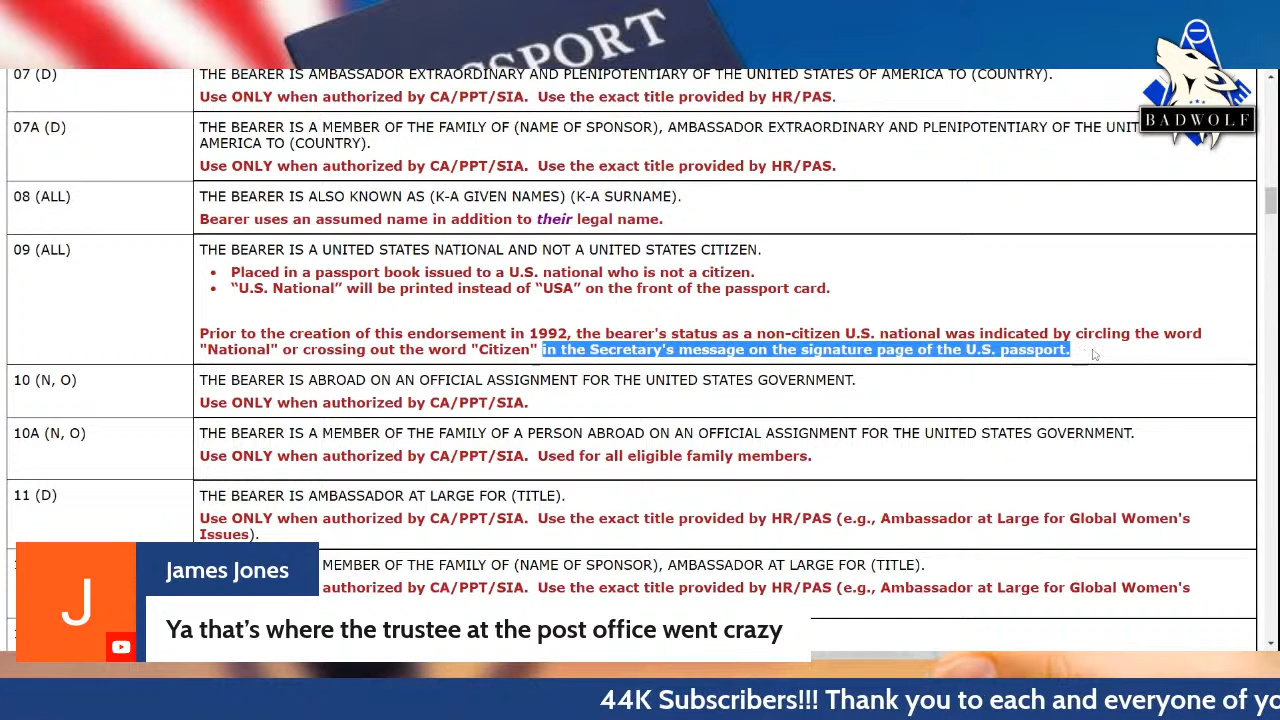 SSPORT
BADWOLF
07 (D)
THE BEARER IS AMBASSADOR EXTRAORDINARY AND PLENIPOTENTIARY OF THE UNITED STATES OF AMERICA TO (COUNTRY).
Use ONLY when authorized by CA/PPT/SIA.  Use the exact title provided by HR/PAS.
07A (D)
THE BEARER IS A MEMBER OF THE FAMILY OF (NAME OF SPONSOR), AMBASSADOR EXTRAORDINARY AND PLENIPOTENTIARY OF THE UNIT
AMERICA TO (COUNTRY).
Use ONLY when authorized by CA/PPT/SIA.  Use the exact title provided by HR/PAS.
08 (ALL)
THE BEARER IS ALSO KNOWN AS (K-A GIVEN NAMES) (K-A SURNAME).
Bearer uses an assumed name in addition to their legal name.
09 (ALL)
THE BEARER IS A UNITED STATES NATIONAL AND NOT A UNITED STATES CITIZEN.
• Placed in a passport book issued to a U.S. national who is not a citizen.
• “U.S. National” will be printed instead of “USA” on the front of the passport card.
Prior to the creation of this endorsement in 1992, the bearer's status as a non-citizen U.S. national was indicated by circling the word
"National" or crossing out the word "Citizen" in the Secretary's message on the signature page of the U.S. passport.
10 (N, O)
THE BEARER IS ABROAD ON AN OFFICIAL ASSIGNMENT FOR THE UNITED STATES GOVERNMENT.
Use ONLY when authorized by CA/PPT/SIA.
10A (N, O)
THE BEARER IS A MEMBER OF THE FAMILY OF A PERSON ABROAD ON AN OFFICIAL ASSIGNMENT FOR THE UNITED STATES GOVERNMENT.
Use ONLY when authorized by CA/PPT/SIA.  Used for all eligible family members.
11 (D)
THE BEARER IS AMBASSADOR AT LARGE FOR (TITLE).
Use ONLY when authorized by CA/PPT/SIA.  Use the exact title provided by HR/PAS (e.g., Ambassador at Large for Global Women's
Issues).
MEMBER OF THE FAMILY OF (NAME OF SPONSOR), AMBASSADOR AT LARGE FOR (TITLE).
authorized by CA/PPT/SIA.  Use the exact title provided by HR/PAS (e.g., Ambassador at Large for Global Women's
J
James Jones
Ya that’s where the trustee at the post office went crazy
44K Subscribers!!! Thank you to each and everyone of yo